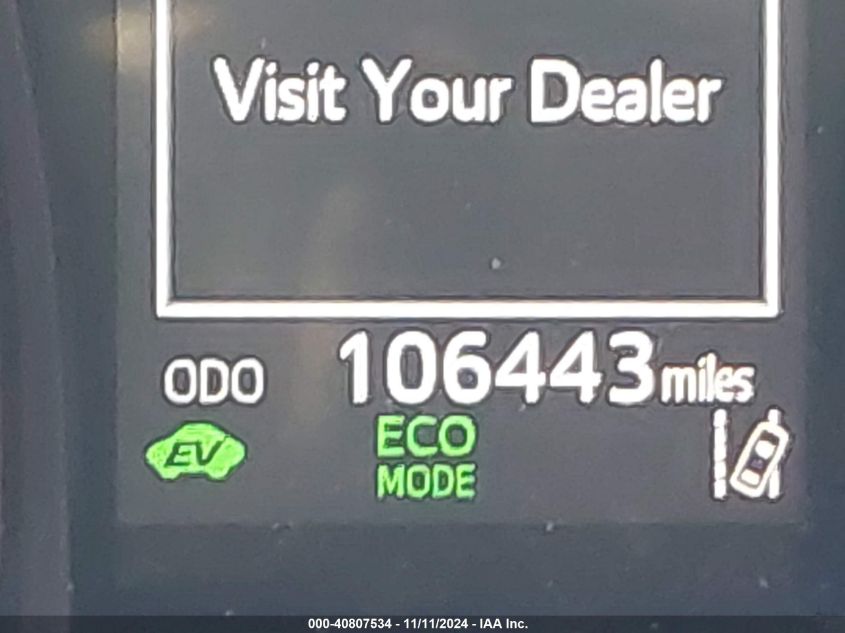 Visit Your Dealer
ODO 106443 miles
EV ECO
MODE
000-40807534 - 11/11/2024 - IAA Inc.